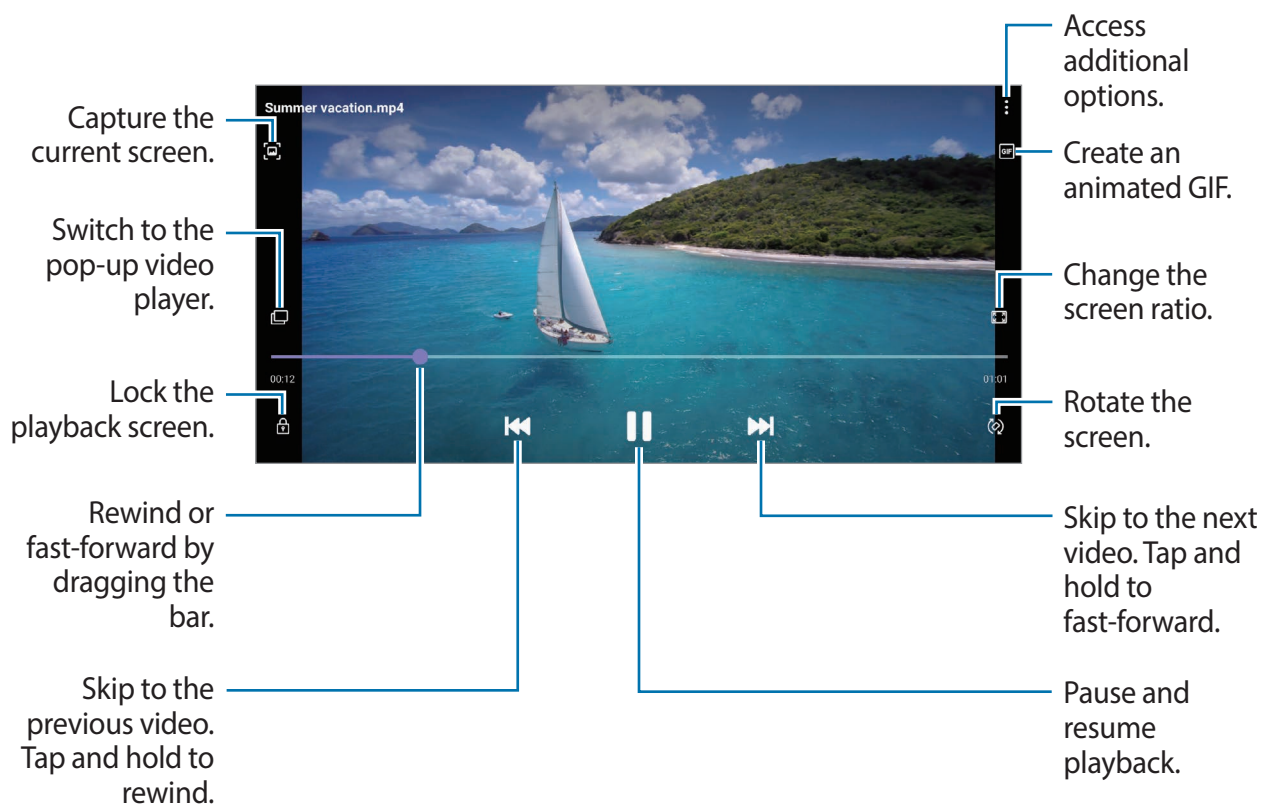 Access
additional
options.
Summer vacation.mp4
Capture the
current screen.
GIF
Create an
animated GIF.
Switch to the
pop-up video
player.
Change the
screen ratio.
00:12
01:01
Lock the
playback screen.
Rotate the
screen.
Rewind or
fast-forward by
dragging the
bar.
Skip to the next
video. Tap and
hold to
fast-forward.
Skip to the
previous video.
Tap and hold to
rewind.
Pause and
resume
playback.